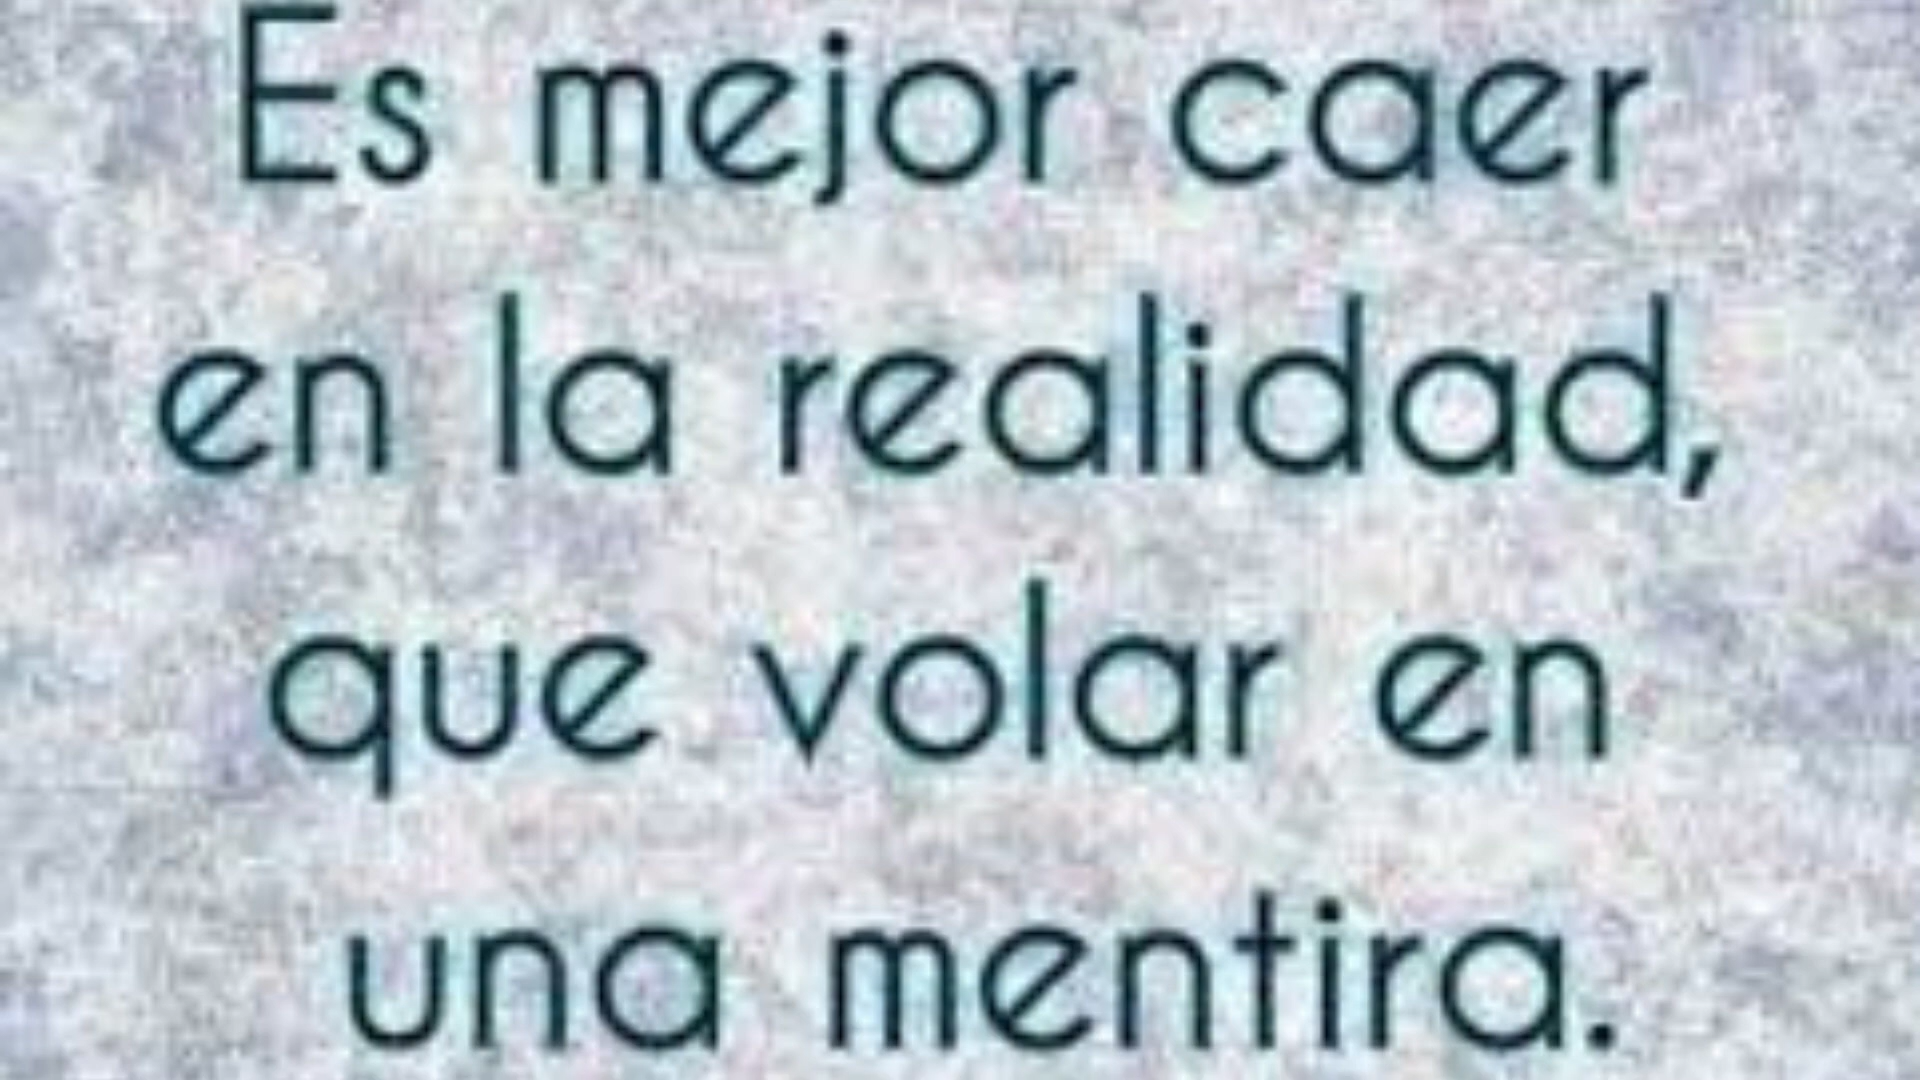 Es mejor caer
en la realidad,
que volar en
una mentira.